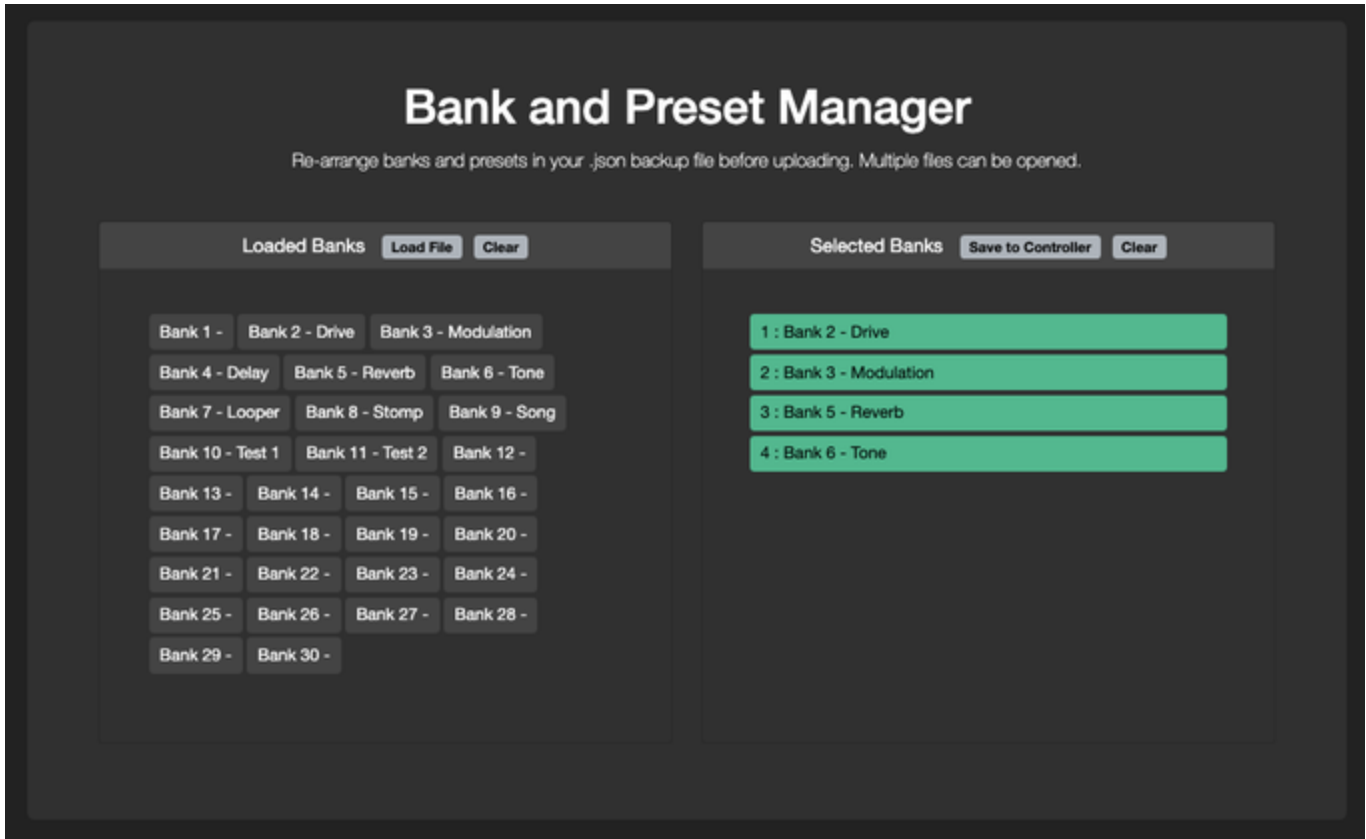 Bank and Preset Manager
Re-arrange banks and presets in your .json backup file before uploading. Multiple files can be opened.
Loaded Banks Load File Clear
Bank 1 - Bank 2 - Drive Bank 3 - Modulation
Bank 4 - Delay Bank 5 - Reverb Bank 6 - Tone
Bank 7 - Looper Bank 8 - Stomp Bank 9 - Song
Bank 10 - Test 1 Bank 11 - Test 2 Bank 12 -
Bank 13 - Bank 14 - Bank 15 - Bank 16 -
Bank 17 - Bank 18 - Bank 19 - Bank 20 -
Bank 21 - Bank 22 - Bank 23 - Bank 24 -
Bank 25 - Bank 26 - Bank 27 - Bank 28 -
Bank 29 - Bank 30 -
Selected Banks Save to Controller Clear
1 : Bank 2 - Drive
2 : Bank 3 - Modulation
3 : Bank 5 - Reverb
4 : Bank 6 - Tone